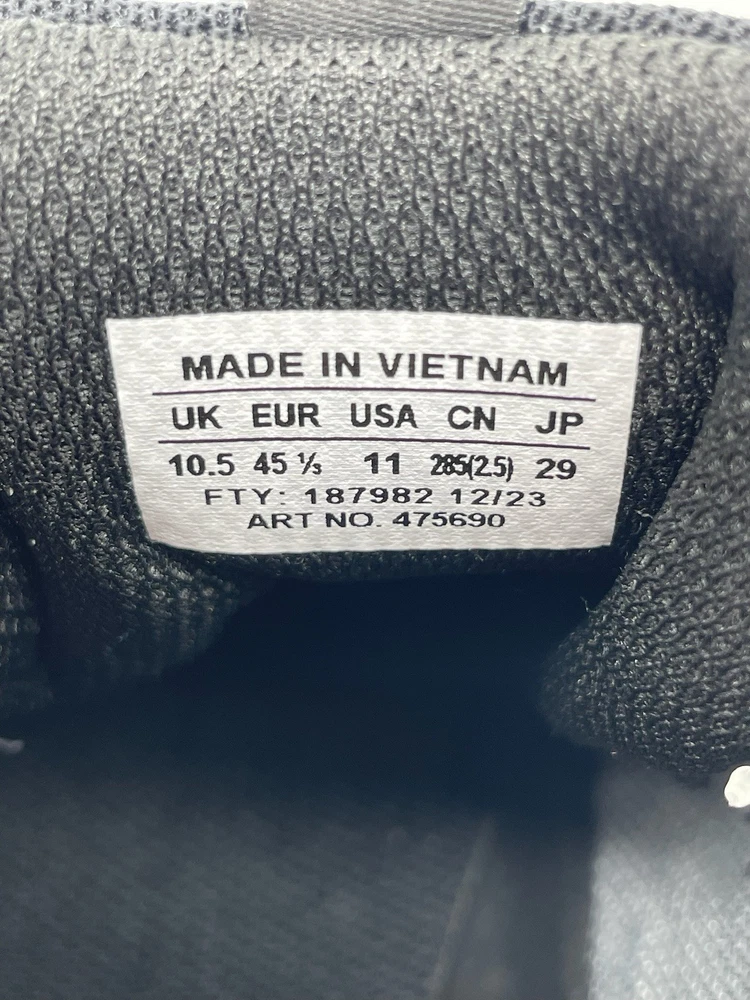 MADE IN VIETNAM
UK EUR USA CN JP
10.5 45 ⅓ 11 285(2.5) 29
FTY: 187982 12/23
ART NO. 475690